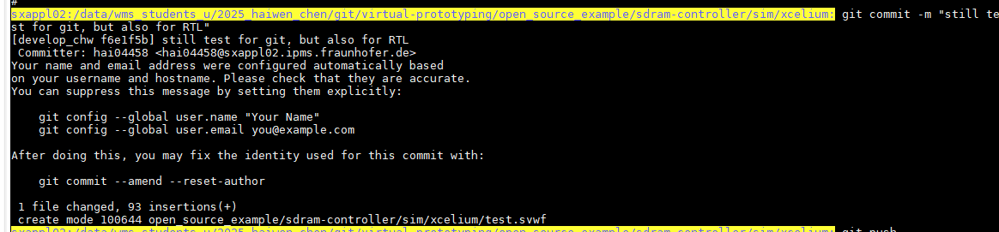 #
sxappl02:/data/wms_students_u/2025_haiwen_chen/git/virtual-prototyping/open_source_example/sdram-controller/sim/xcelium: git commit -m "still te
st for git, but also for RTL"
[develop_chw f6e1f5b] still test for git, but also for RTL
 Committer: hai04458 <hai04458@sxappl02.ipms.fraunhofer.de>
Your name and email address were configured automatically based
on your username and hostname. Please check that they are accurate.
You can suppress this message by setting them explicitly:

    git config --global user.name "Your Name"
    git config --global user.email you@example.com

After doing this, you may fix the identity used for this commit with:

    git commit --amend --reset-author

 1 file changed, 93 insertions(+)
 create mode 100644 open_source_example/sdram-controller/sim/xcelium/test.svwf
sxappl02:/data/wms_students_u/2025_haiwen_chen/git/virtual-prototyping/open_source_example/sdram-controller/sim/xcelium: git push